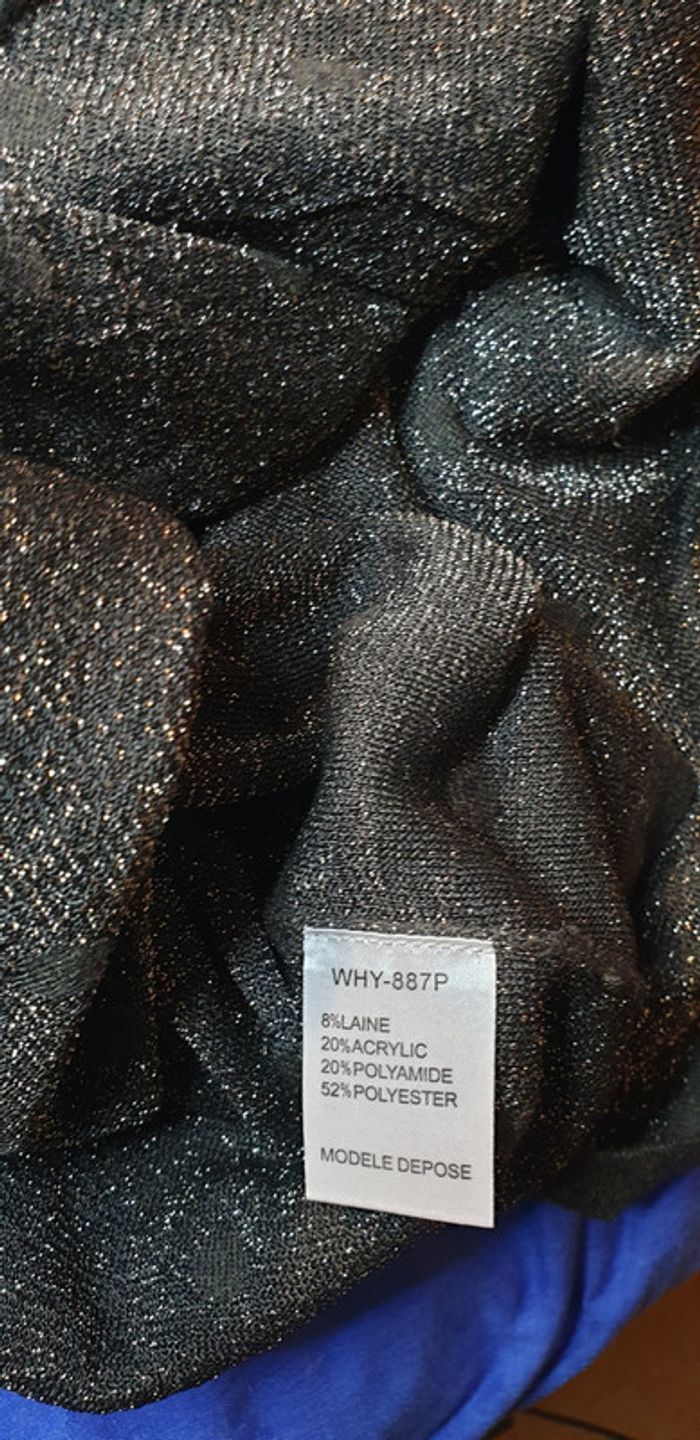 WHY-887P
8%LAINE
20%ACRYLIC
20%POLYAMIDE
52%POLYESTER
MODELE DEPOSE